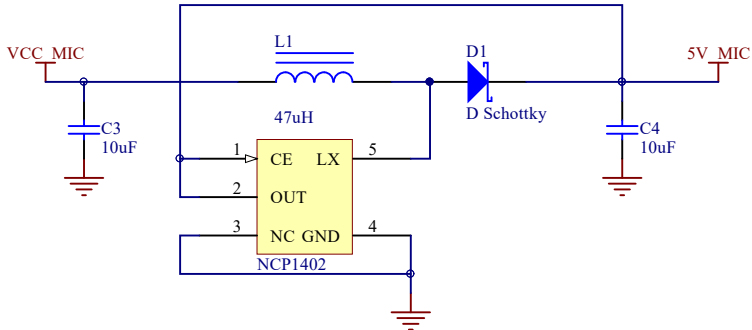 VCC_MIC
L1
D1
5V_MIC
C3
10uF
47uH
D Schottky
C4
10uF
1
CE
LX
5
2
OUT
3
NC
GND
4
NCP1402